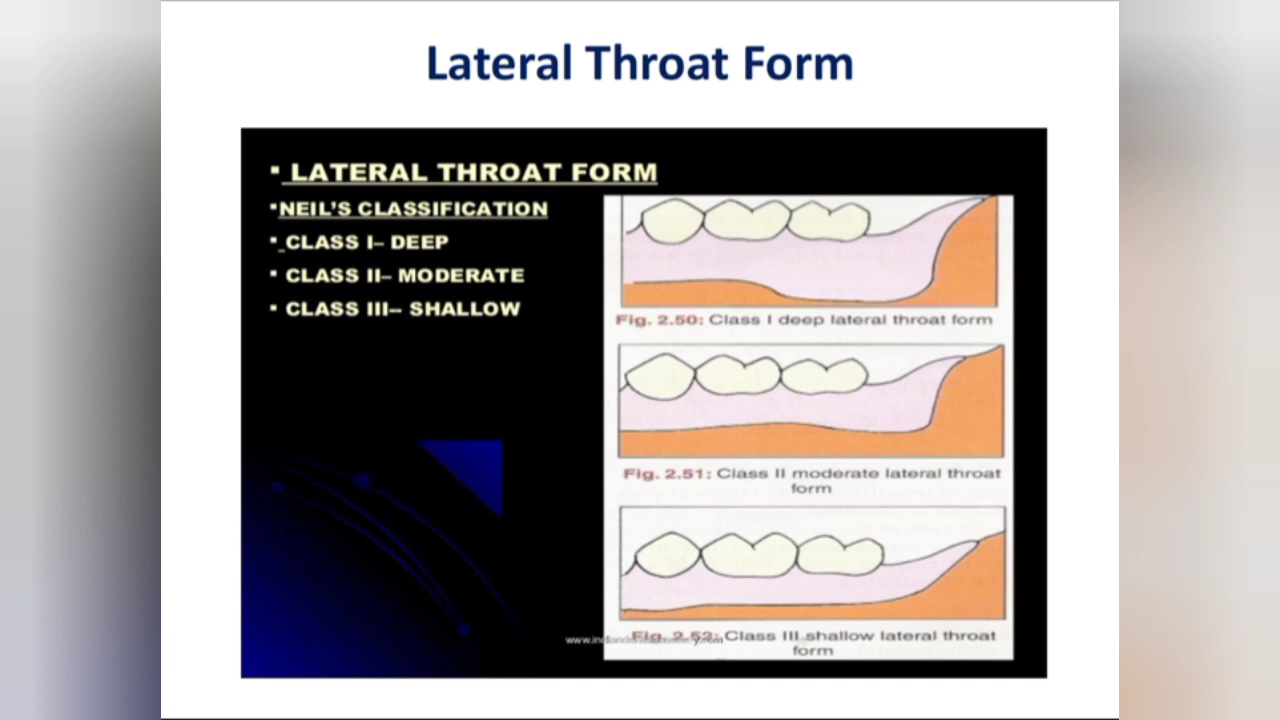 Lateral Throat Form
▪ LATERAL THROAT FORM
▪NEIL'S CLASSIFICATION
▪ CLASS I– DEEP
▪ CLASS II– MODERATE
▪ CLASS III-- SHALLOW
Fig. 2.50: Class I deep lateral throat form
Fig. 2.51: Class II moderate lateral throat
form
Fig. 2.52: Class III shallow lateral throat
form